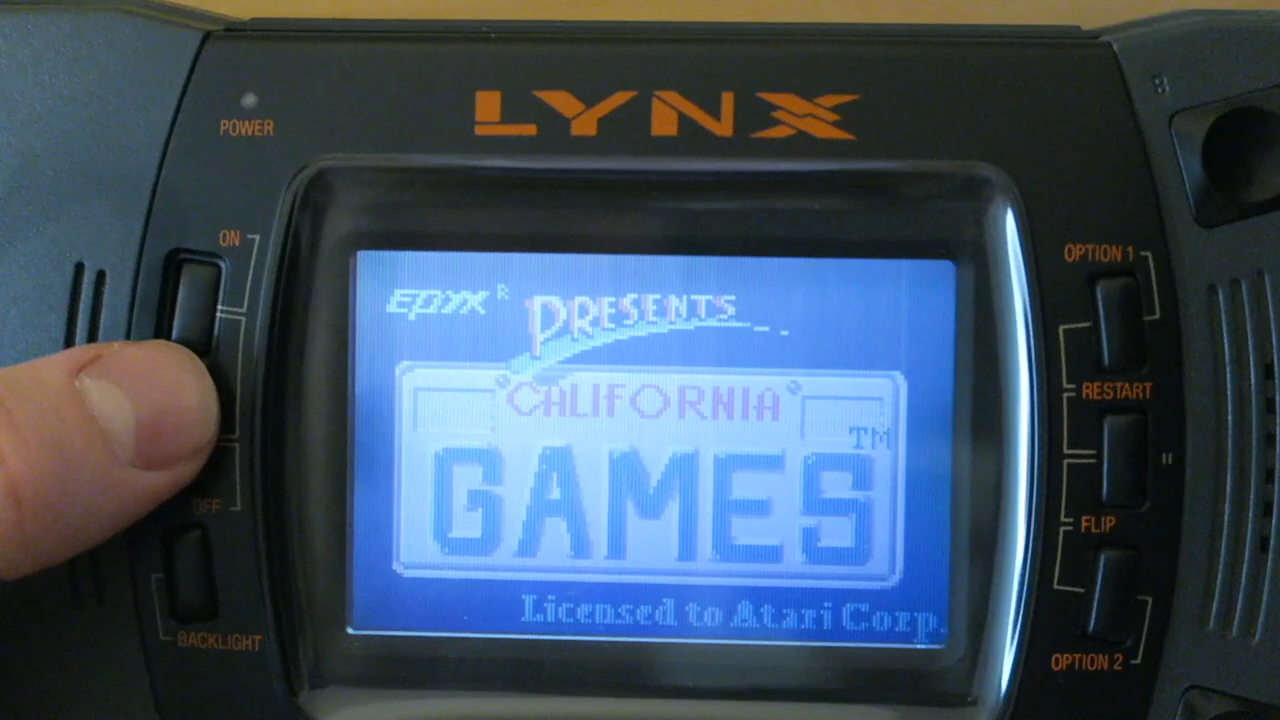 LYNX
POWER
ON
OFF
BACKLIGHT
EPYX R PRESENTS...
CALIFORNIA
GAMES TM
Licensed to Atari Corp.
OPTION 1
RESTART
FLIP
OPTION 2
B